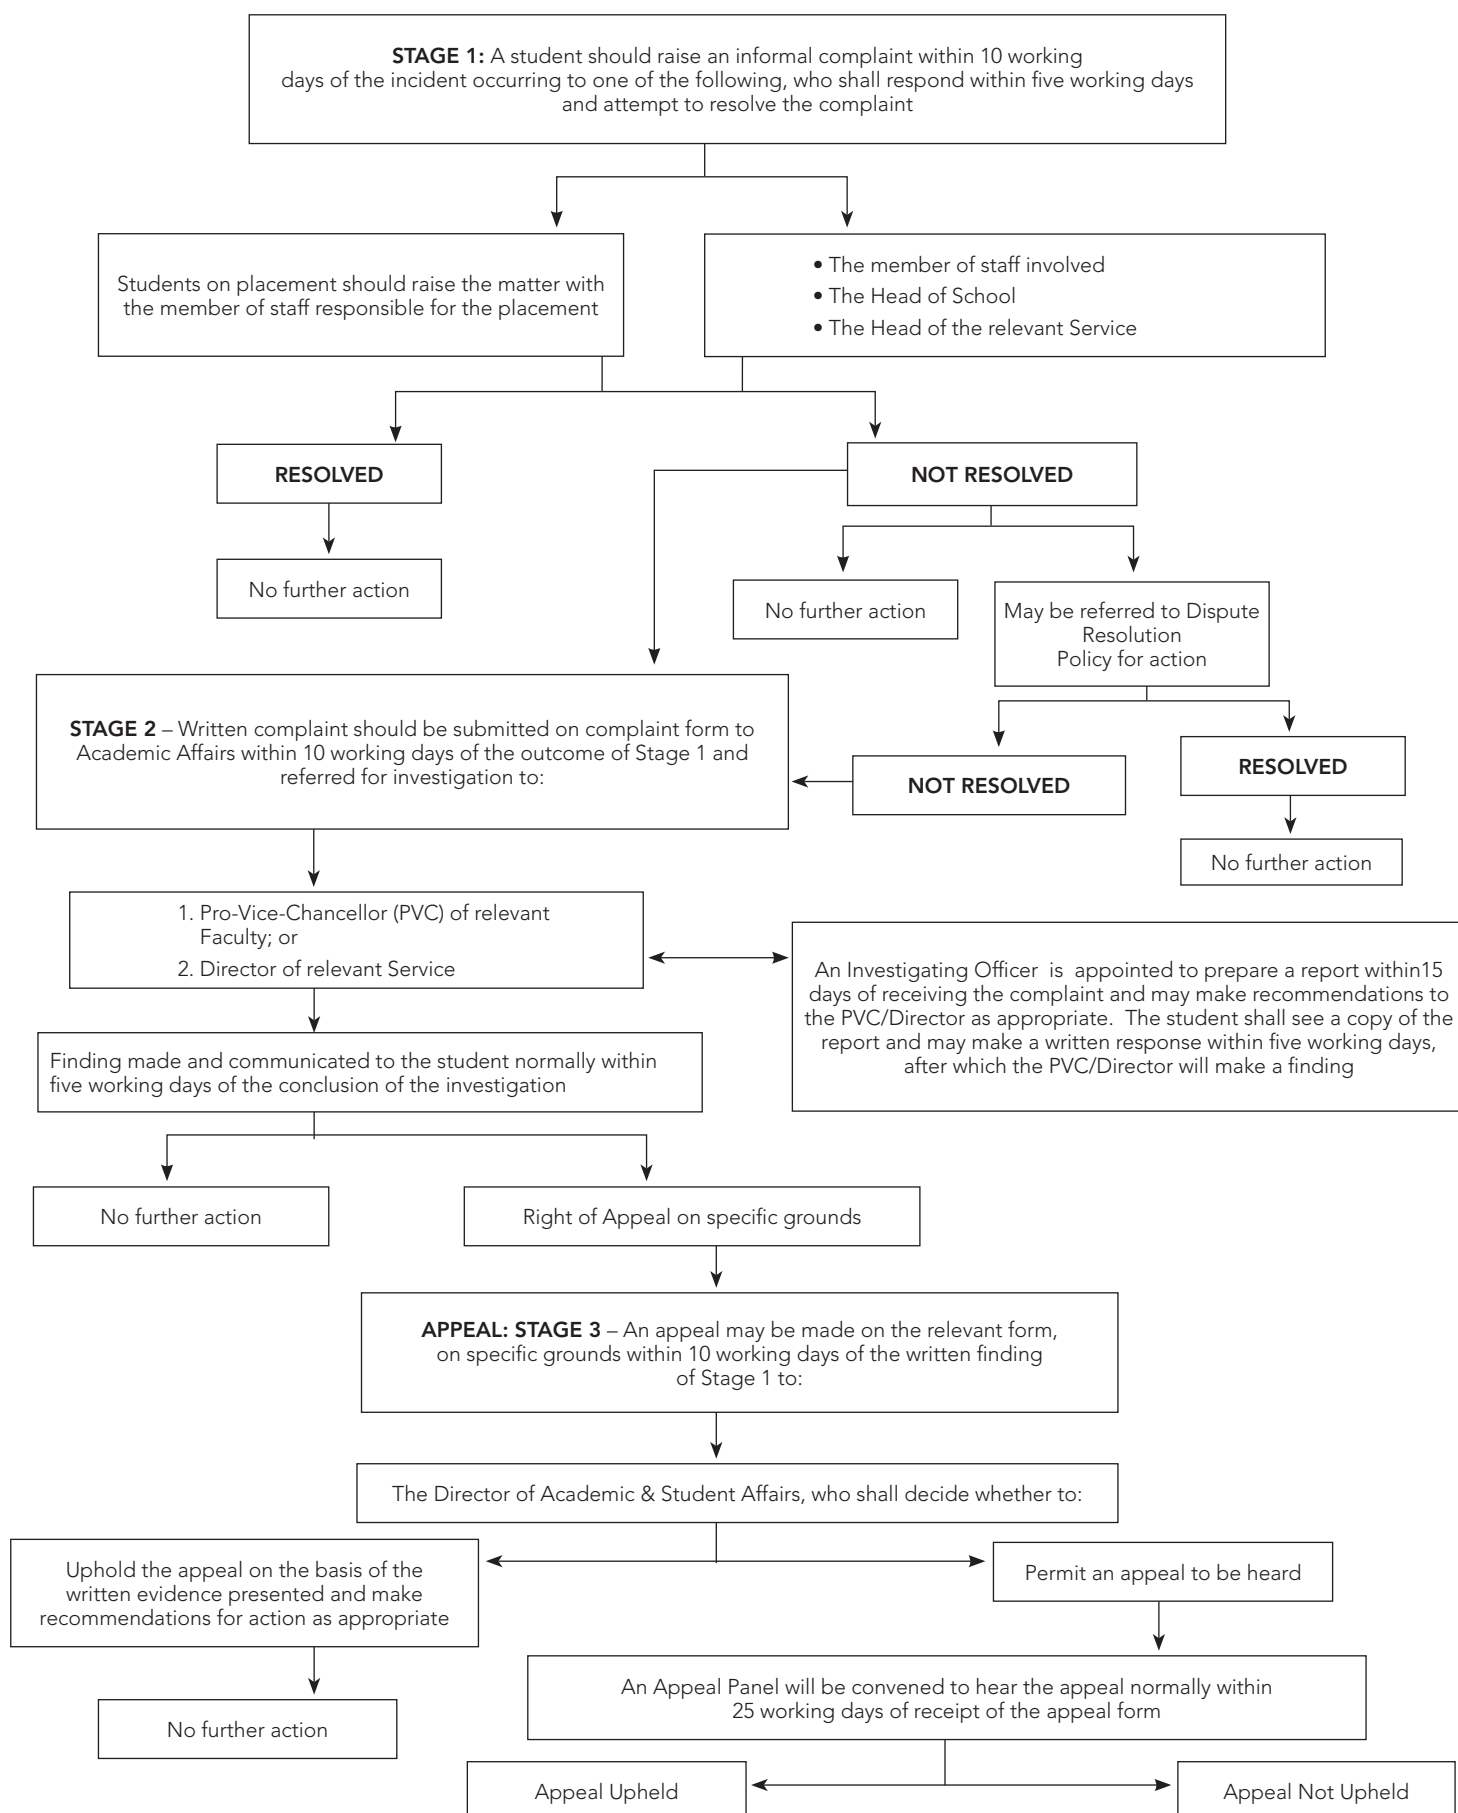 STAGE 1: A student should raise an informal complaint within 10 working
days of the incident occurring to one of the following, who shall respond within five working days
and attempt to resolve the complaint
Students on placement should raise the matter with
the member of staff responsible for the placement
• The member of staff involved
• The Head of School
• The Head of the relevant Service
RESOLVED
NOT RESOLVED
No further action
No further action
May be referred to Dispute
Resolution
Policy for action
STAGE 2 – Written complaint should be submitted on complaint form to
Academic Affairs within 10 working days of the outcome of Stage 1 and
referred for investigation to:
NOT RESOLVED
RESOLVED
No further action
1. Pro-Vice-Chancellor (PVC) of relevant
Faculty; or
2. Director of relevant Service
An Investigating Officer is appointed to prepare a report within15
days of receiving the complaint and may make recommendations to
the PVC/Director as appropriate. The student shall see a copy of the
report and may make a written response within five working days,
after which the PVC/Director will make a finding
Finding made and communicated to the student normally within
five working days of the conclusion of the investigation
No further action
Right of Appeal on specific grounds
APPEAL: STAGE 3 – An appeal may be made on the relevant form,
on specific grounds within 10 working days of the written finding
of Stage 1 to:
The Director of Academic & Student Affairs, who shall decide whether to:
Uphold the appeal on the basis of the
written evidence presented and make
recommendations for action as appropriate
Permit an appeal to be heard
No further action
An Appeal Panel will be convened to hear the appeal normally within
25 working days of receipt of the appeal form
Appeal Upheld
Appeal Not Upheld